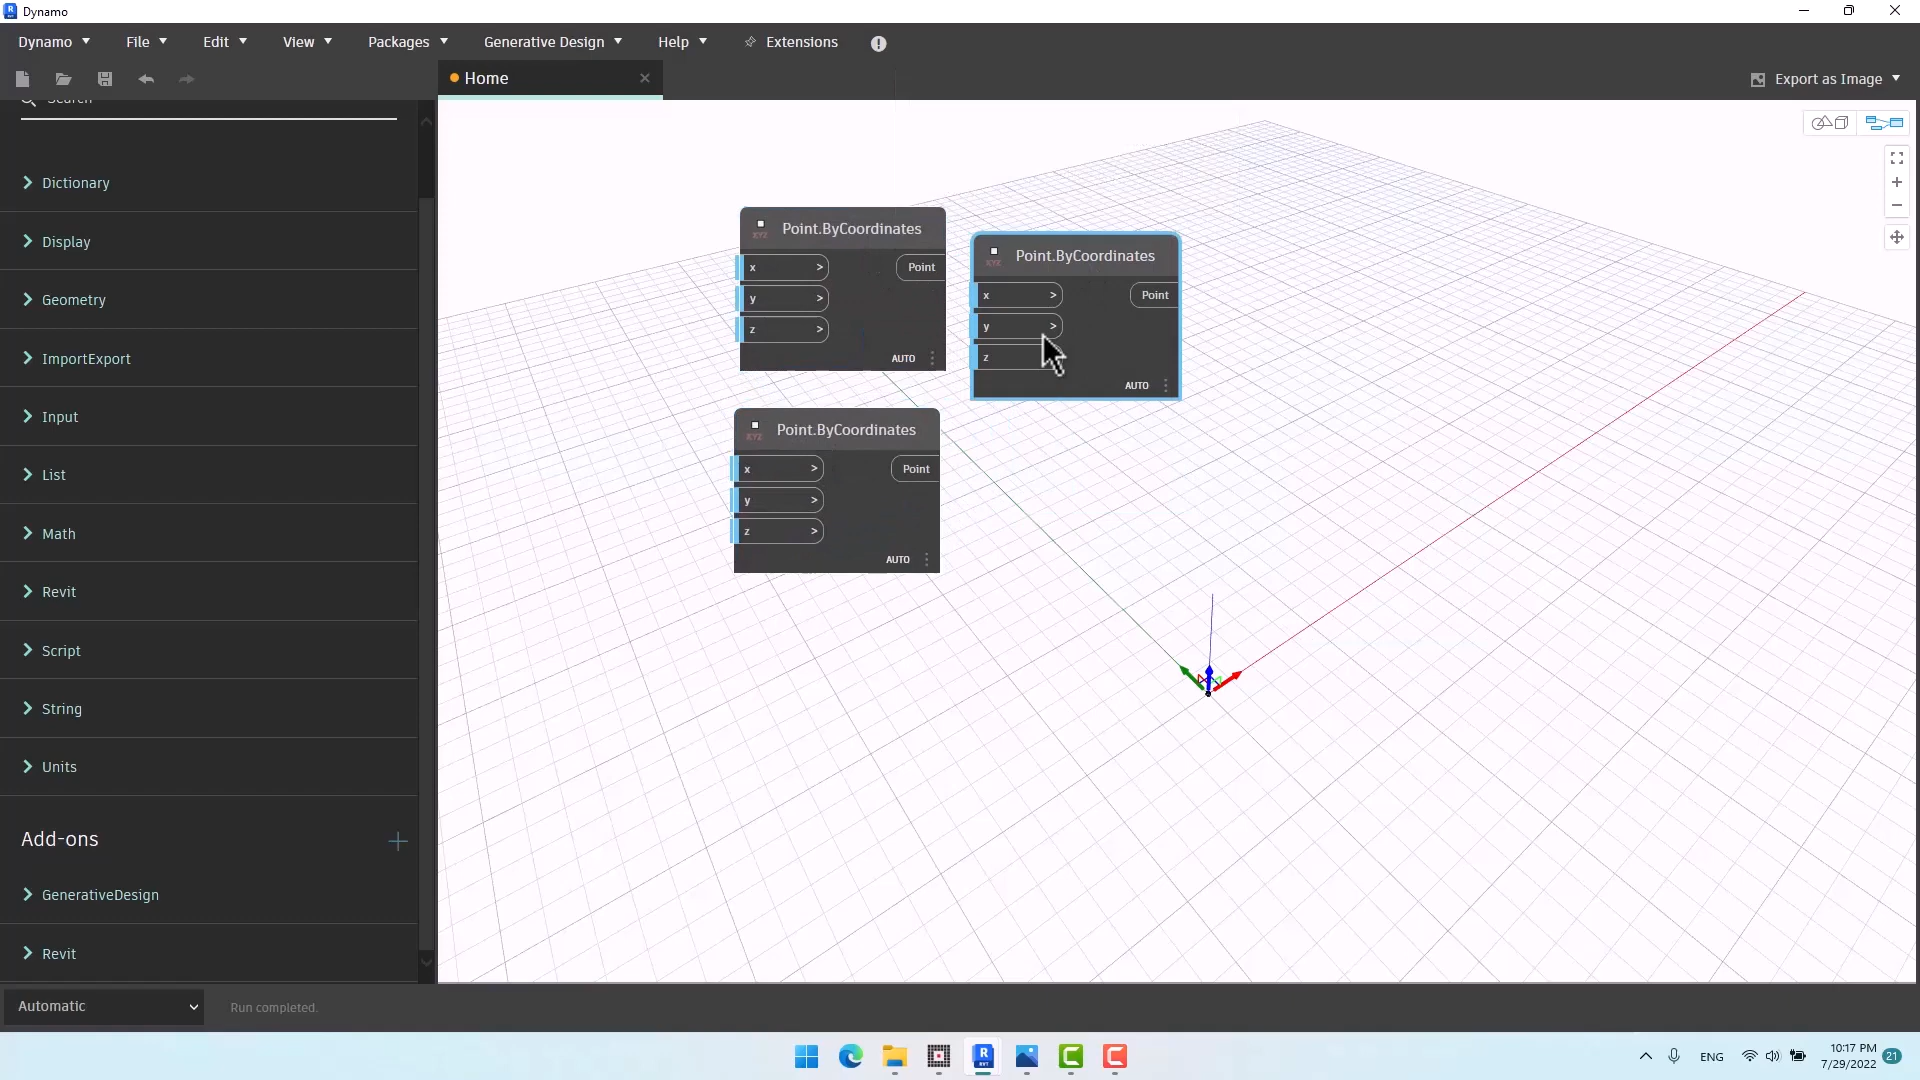 Dynamo
Dynamo File Edit View Packages Generative Design Help Extensions
Home
Export as Image
Search
Dictionary
Display
Geometry
ImportExport
Input
List
Math
Revit
Script
String
Units
Add-ons
GenerativeDesign
Revit
Point.ByCoordinates
x > Point
y >
z >
AUTO
Point.ByCoordinates
x > Point
y >
z
AUTO
Point.ByCoordinates
x > Point
y >
z >
AUTO
Automatic
Run completed.
ENG
10:17 PM
7/29/2022
21